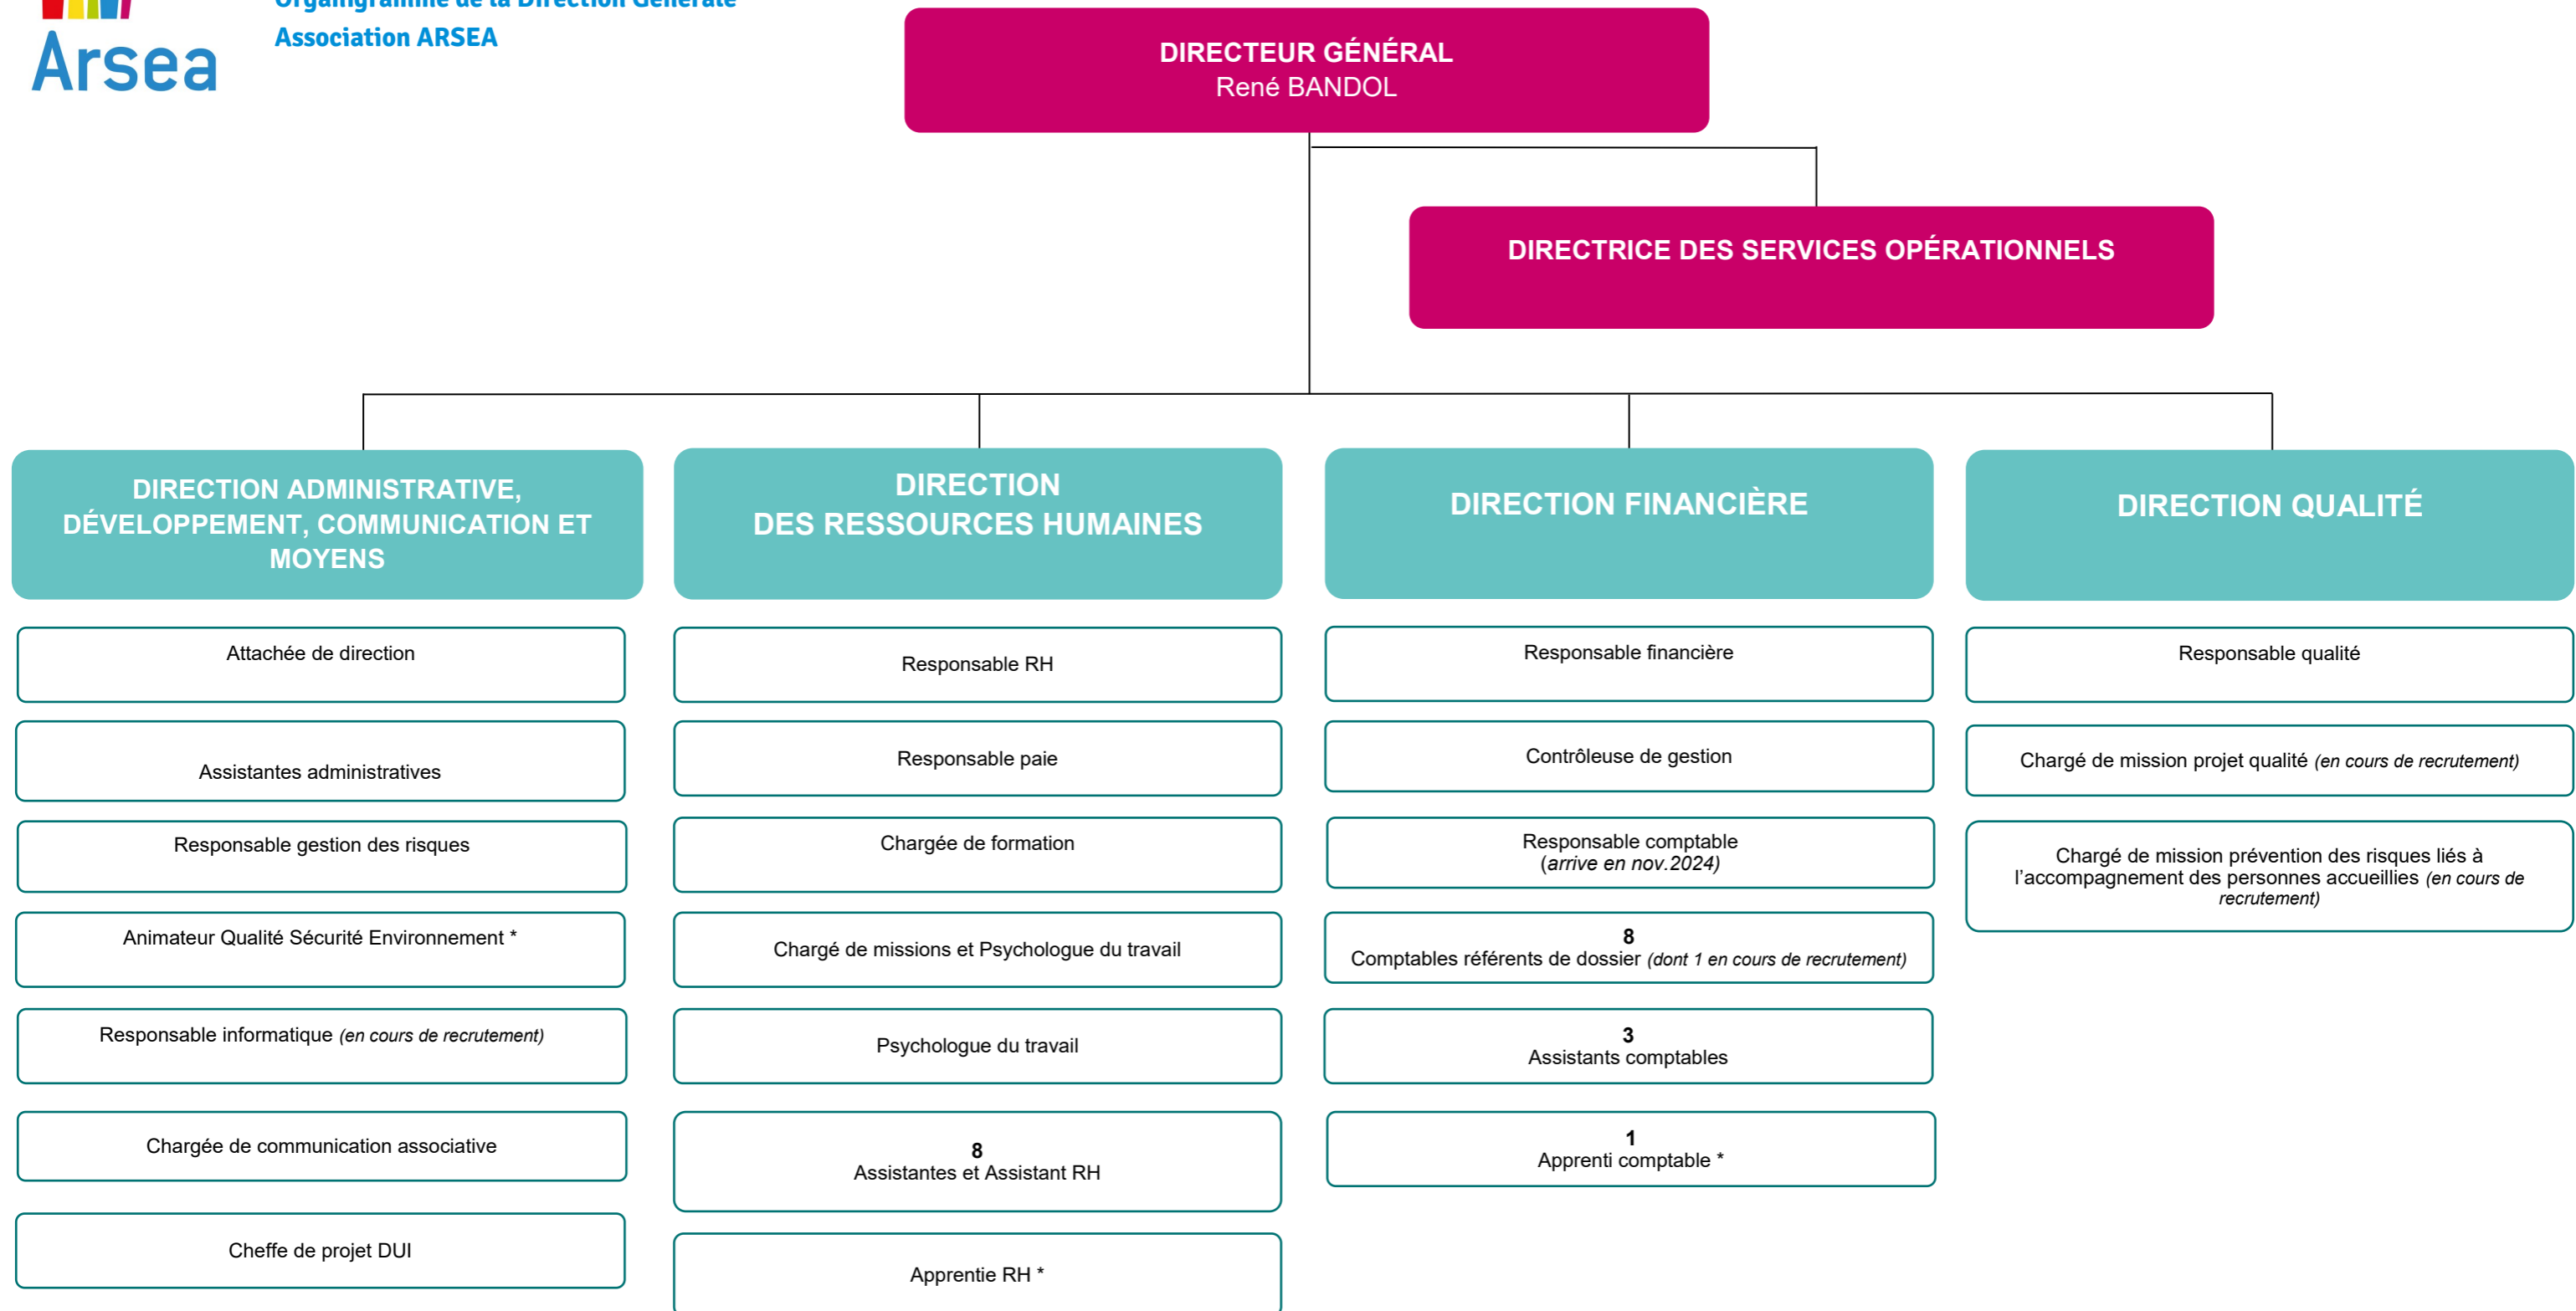 Organigramme de la Direction Générale
Association ARSEA
Arsea
DIRECTEUR GÉNÉRAL
René BANDOL
DIRECTRICE DES SERVICES OPÉRATIONNELS
DIRECTION ADMINISTRATIVE,
DÉVELOPPEMENT, COMMUNICATION ET
MOYENS
Attachée de direction
Assistantes administratives
Responsable gestion des risques
Animateur Qualité Sécurité Environnement *
Responsable informatique (en cours de recrutement)
Chargée de communication associative
Cheffe de projet DUI
DIRECTION
DES RESSOURCES HUMAINES
Responsable RH
Responsable paie
Chargée de formation
Chargé de missions et Psychologue du travail
Psychologue du travail
8
Assistantes et Assistant RH
Apprentie RH *
DIRECTION FINANCIÈRE
Responsable financière
Contrôleuse de gestion
Responsable comptable
(arrive en nov.2024)
8
Comptables référents de dossier (dont 1 en cours de recrutement)
3
Assistants comptables
1
Apprenti comptable *
DIRECTION QUALITÉ
Responsable qualité
Chargé de mission projet qualité (en cours de recrutement)
Chargé de mission prévention des risques liés à
l’accompagnement des personnes accueillies (en cours de
recrutement)